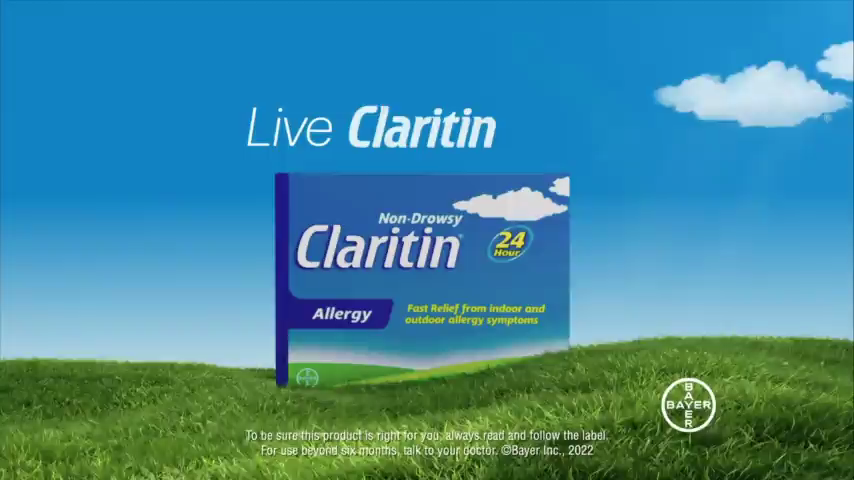 Live Claritin
Non-Drowsy
Claritin®
24
Hour
Allergy
Fast Relief from indoor and
outdoor allergy symptoms
BAYER
BAYER
To be sure this product is right for you, always read and follow the label.
For use beyond six months, talk to your doctor. ©Bayer Inc., 2022